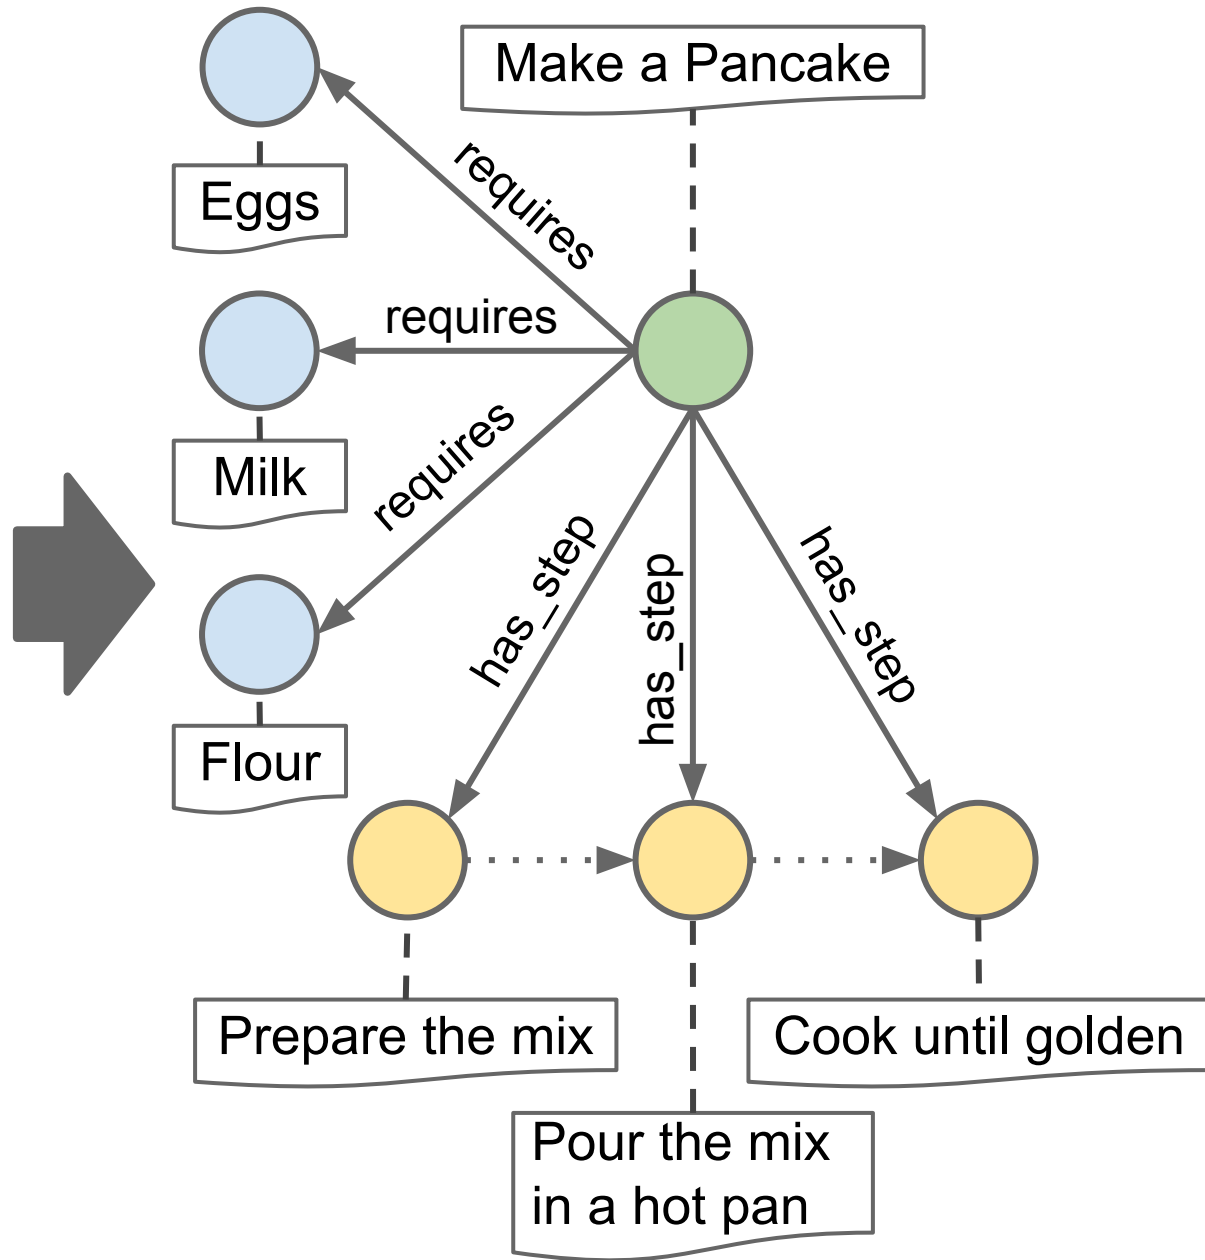 Make a Pancake
Eggs
requires
requires
Milk
requires
Flour
has_step
has_step
has_step
Prepare the mix
Cook until golden
Pour the mix
in a hot pan